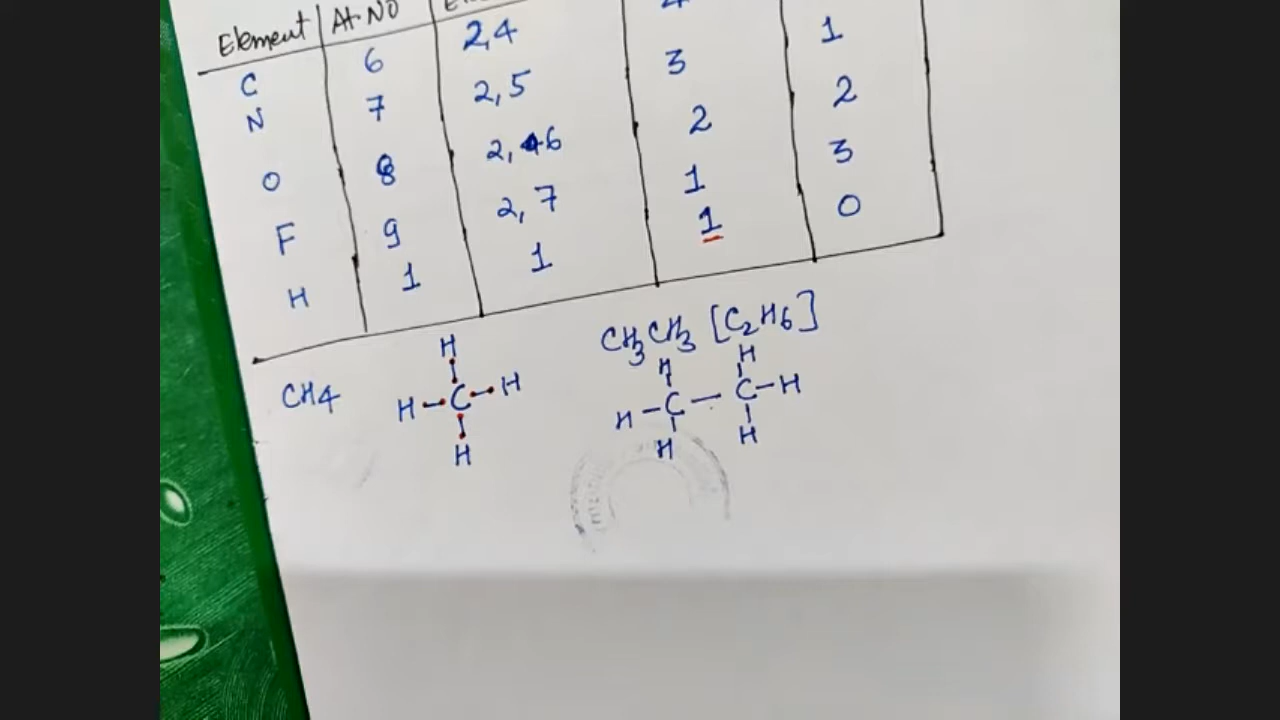 Element At.No
C 6 2,4
N 7 2,5 3 1
O 8 2,6 2 2
F 9 2,7 1 3
H 1 1 1 0
CH4
H
H-C-H
H
CH3CH3 [C2H6]
H H
H-C-C-H
H H